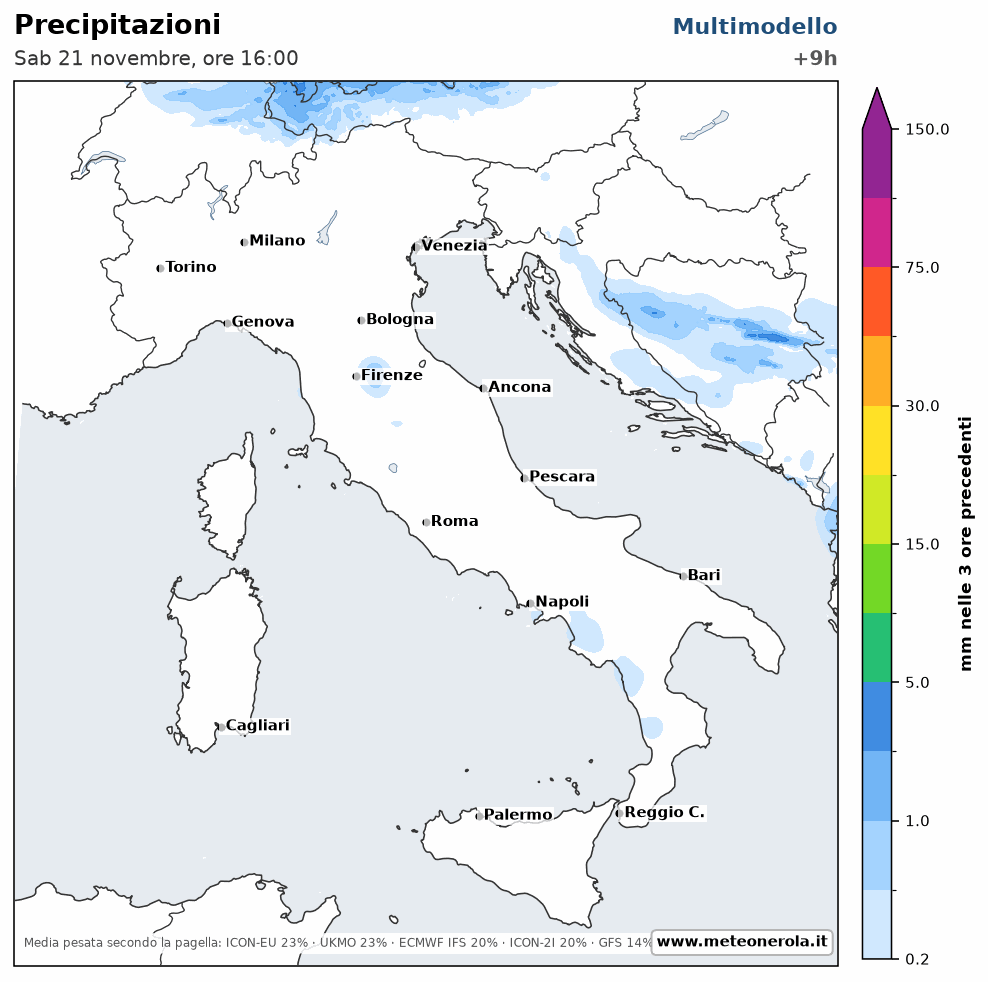 Precipitazioni
Multimodello
Sab 21 novembre, ore 16:00
+9h
150.0
75.0
30.0
15.0
5.0
1.0
0.2
mm nelle 3 ore precedenti
Milano
Venezia
Torino
Genova
Bologna
Firenze
Ancona
Pescara
Roma
Bari
Napoli
Cagliari
Palermo
Reggio C.
Media pesata secondo la pagella: ICON-EU 23% · UKMO 23% · ECMWF IFS 20% · ICON-2I 20% · GFS 14%
www.meteonerola.it